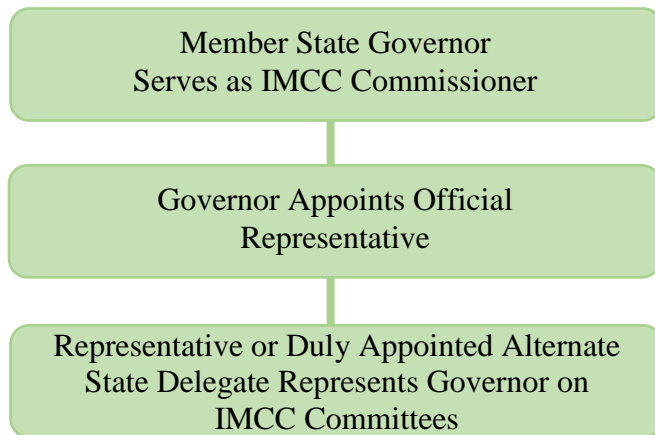 Member State Governor
Serves as IMCC Commissioner
Governor Appoints Official
Representative
Representative or Duly Appointed Alternate
State Delegate Represents Governor on
IMCC Committees